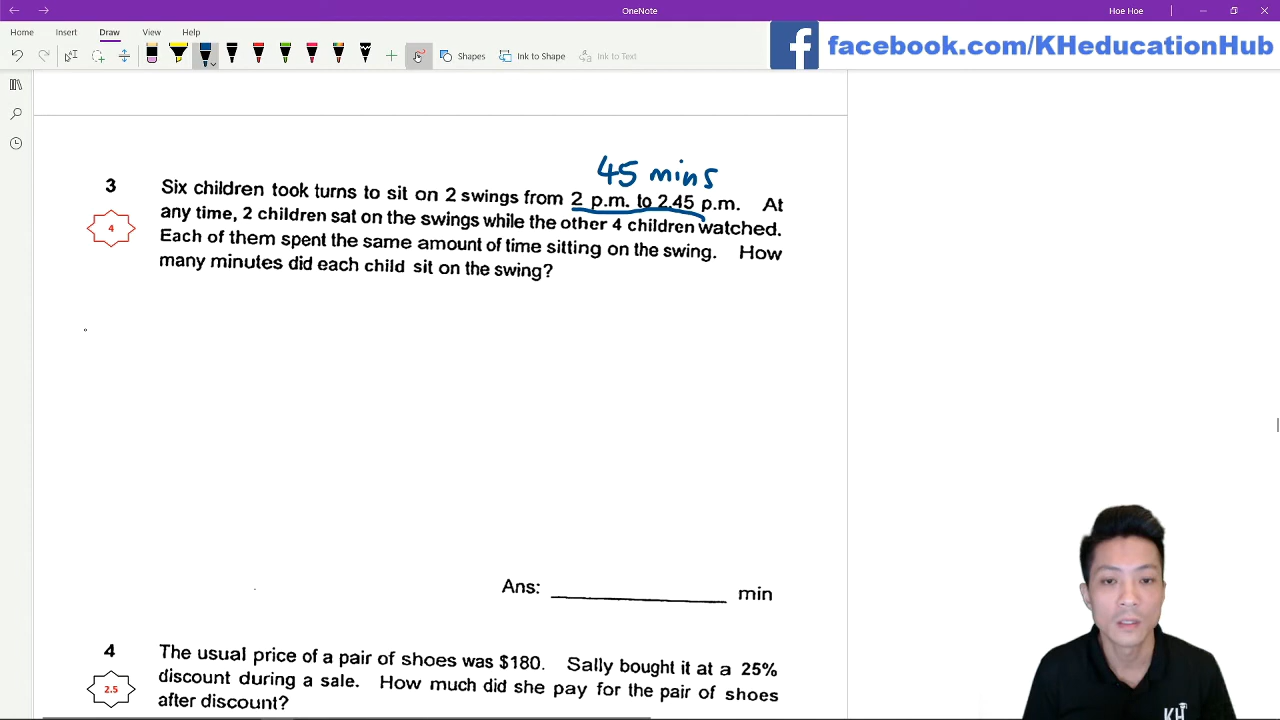 OneNote
Hoe Hoe
Home Insert Draw View Help
Shapes Ink to Shape Ink to Text
facebook.com/KHeducationHub
45 mins
3 Six children took turns to sit on 2 swings from 2 p.m. to 2.45 p.m. At
4 any time, 2 children sat on the swings while the other 4 children watched.
Each of them spent the same amount of time sitting on the swing. How
many minutes did each child sit on the swing?
Ans: min
4 The usual price of a pair of shoes was $180. Sally bought it at a 25%
2.5 discount during a sale. How much did she pay for the pair of shoes
after discount?
KH